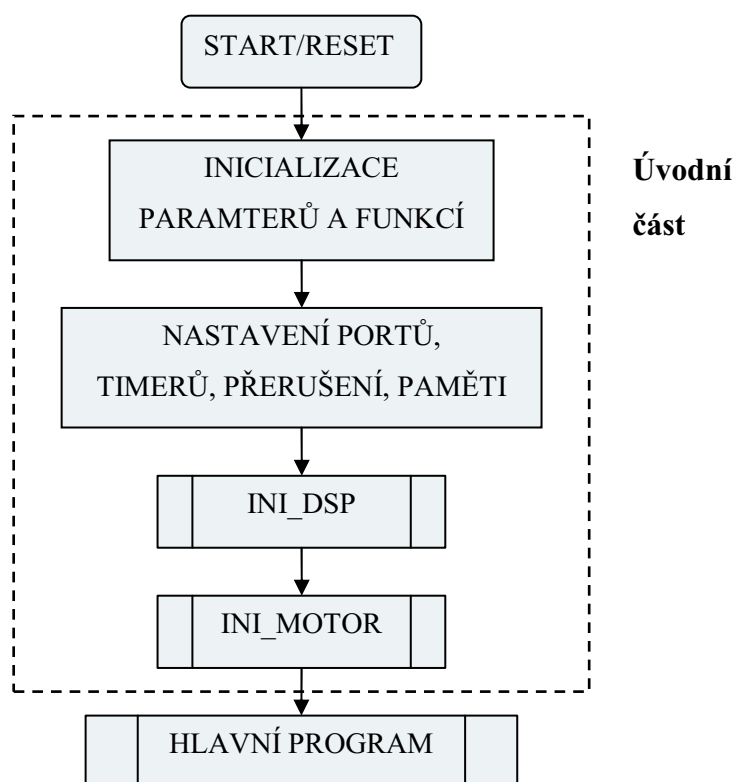 START/RESET
INICIALIZACE
PARAMTERŮ A FUNKCÍ
Úvodní
část
NASTAVENÍ PORTŮ,
TIMERŮ, PŘERUŠENÍ, PAMĚTI
INI_DSP
INI_MOTOR
HLAVNÍ PROGRAM